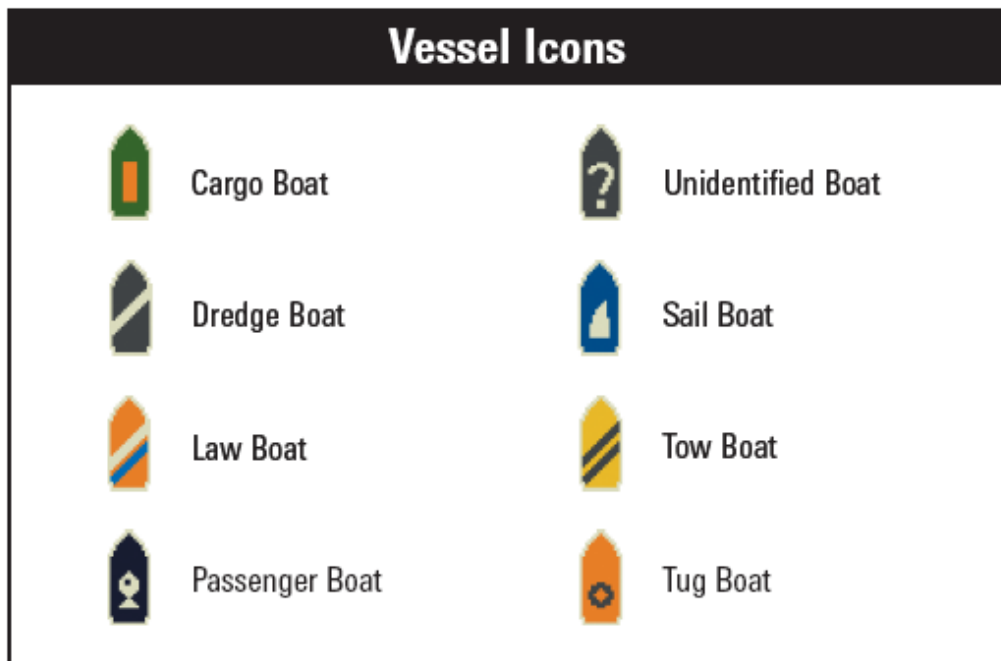 Vessel Icons
Cargo Boat
Unidentified Boat
?
Dredge Boat
Sail Boat
Law Boat
Tow Boat
Passenger Boat
Tug Boat